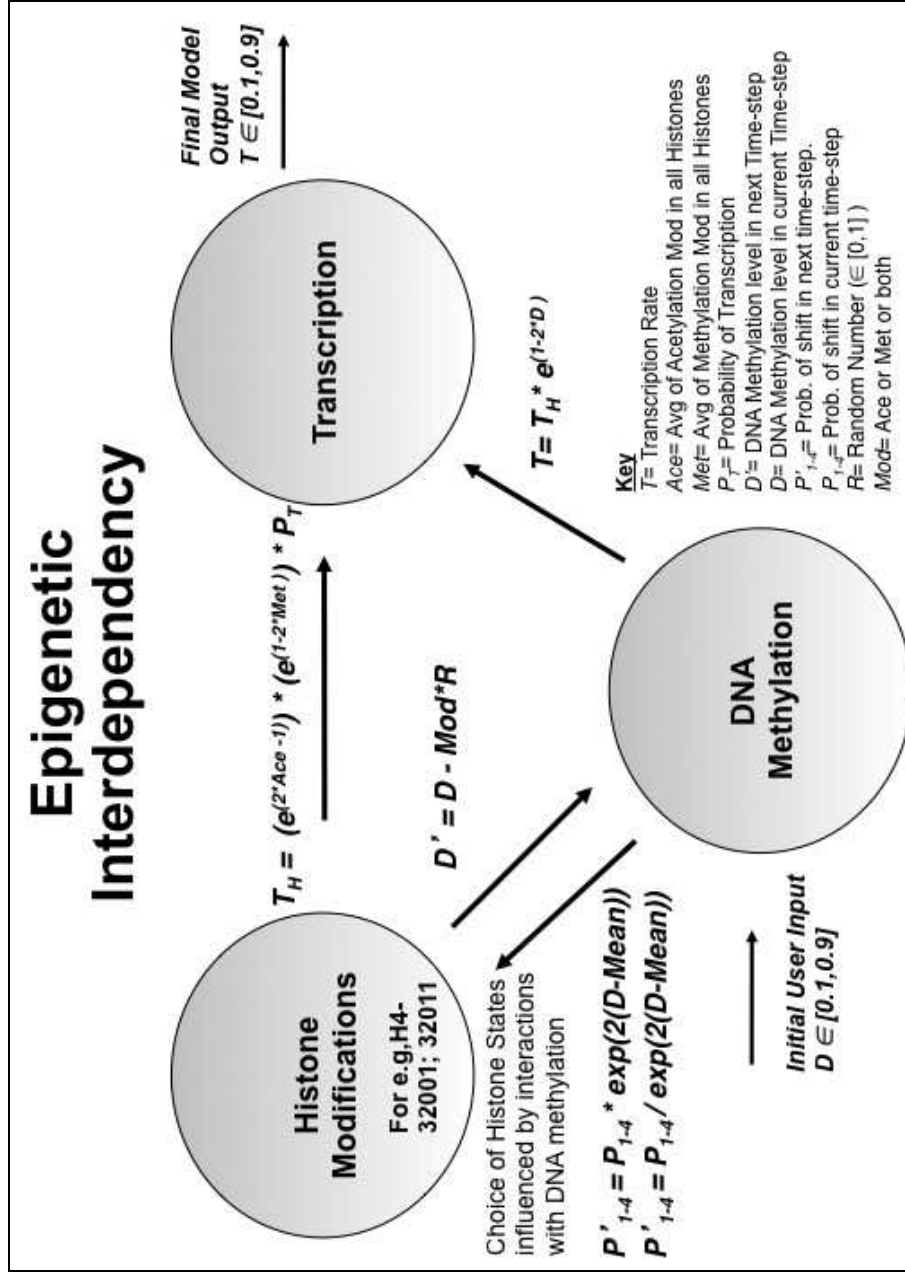 Epigenetic
Interdependency
Histone
Modifications
For e.g,H4-
32001; 32011
T_H = (e^(2*Ace -1)) * (e^(1-2*Met)) * P_T
Transcription
Final Model
Output
T ∈ [0.1,0.9]
D' = D - Mod*R
T= T_H* e^(1-2*D)
Choice of Histone States
influenced by interactions
with DNA methylation
P'_1-4 = P_1-4 * exp(2(D-Mean))
P'_1-4 = P_1-4 / exp(2(D-Mean))
Initial User Input
D ∈ [0.1,0.9]
DNA
Methylation
Key
T= Transcription Rate
Ace= Avg of Acetylation Mod in all Histones
Met= Avg of Methylation Mod in all Histones
P_T= Probability of Transcription
D'= DNA Methylation level in next Time-step
D= DNA Methylation level in current Time-step
P'_1-4= Prob. of shift in next time-step.
P_1-4= Prob. of shift in current time-step
R= Random Number (∈ [0,1] )
Mod= Ace or Met or both